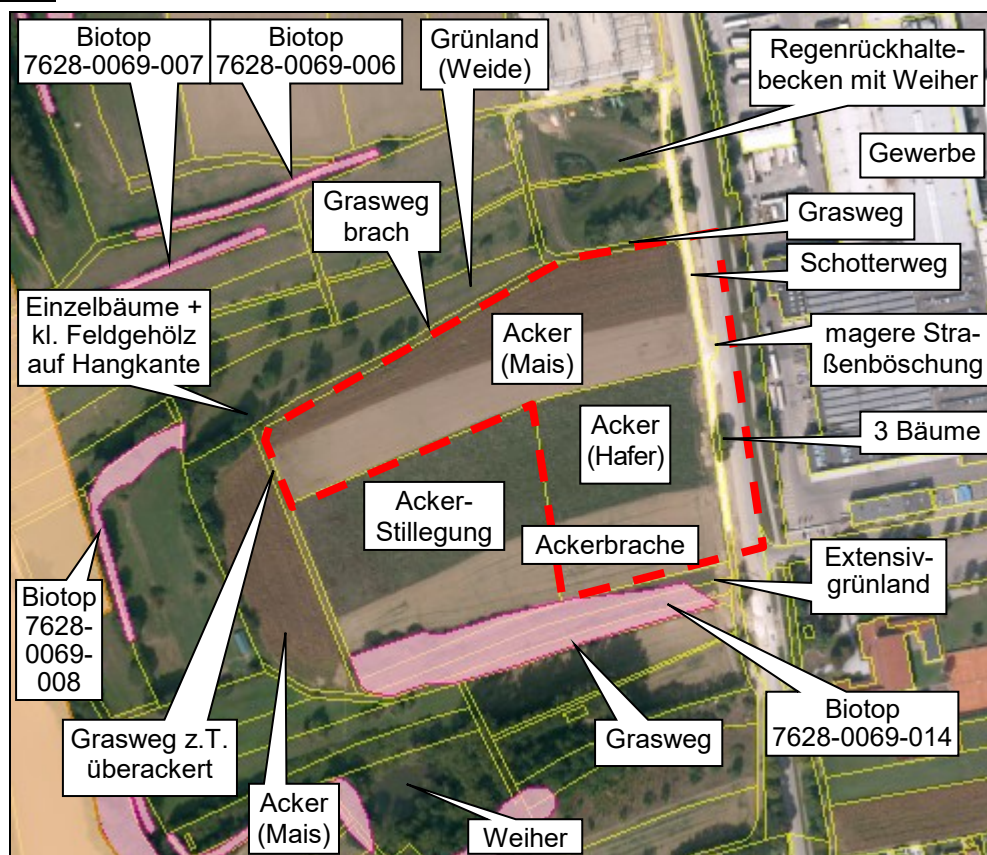 Biotop
7628-0069-007
Biotop
7628-0069-006
Grünland
(Weide)
Regenrückhalte-
becken mit Weiher
Gewerbe
Grasweg
brach
Grasweg
Schotterweg
Einzelbäume +
kl. Feldgehölz
auf Hangkante
Acker
(Mais)
magere Stra-
ßenböschung
Acker
(Hafer)
3 Bäume
Acker-
Stillegung
Ackerbrache
Extensiv-
grünland
Biotop
7628-
0069-
008
Grasweg z.T.
überackert
Acker
(Mais)
Weiher
Grasweg
Biotop
7628-0069-014